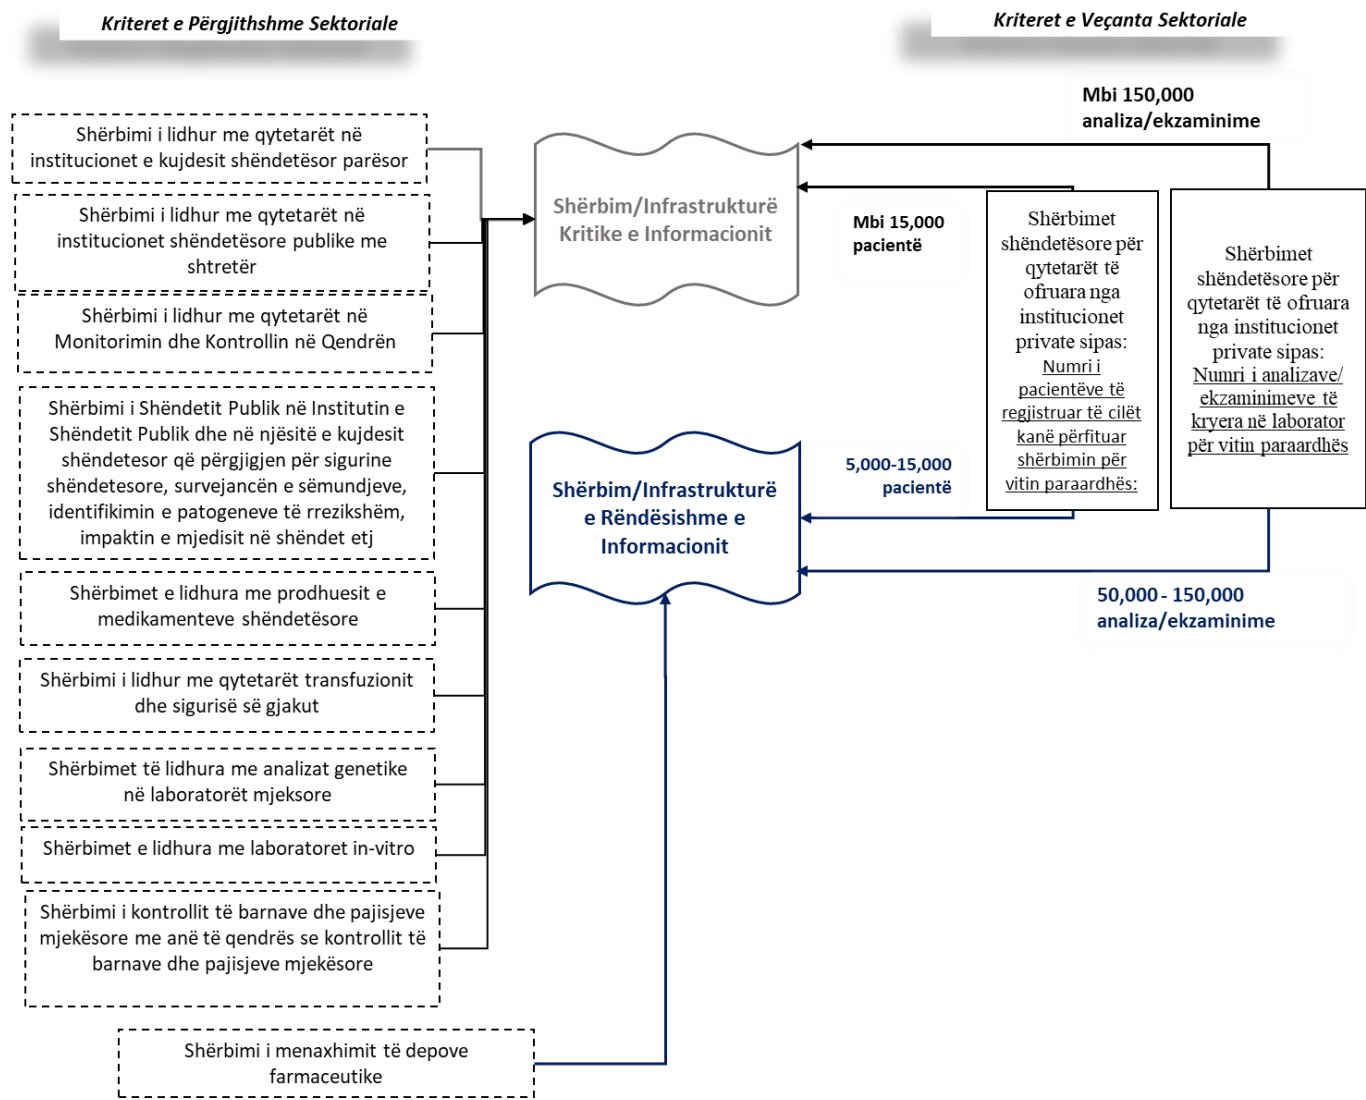 Kriteret e Përgjithshme Sektoriale
Kriteret e Veçanta Sektoriale
Shërbimi i lidhur me qytetarët në
institucionet e kujdesit shëndetësor parësor
Shërbimi i lidhur me qytetarët në
institucionet shëndetësore publike me
shtretër
Shërbimi i lidhur me qytetarët në
Monitorimin dhe Kontrollin në Qendrën
Shërbimi i Shëndetit Publik në Institutin e
Shëndetit Publik dhe në njësitë e kujdesit
shëndetesor që përgjigjen për sigurine
shëndetesore, survejancën e sëmundjeve,
identifikimin e patogeneve të rrezikshëm,
impaktin e mjedisit në shëndet etj
Shërbimet e lidhura me prodhuesit e
medikamenteve shëndetësore
Shërbimi i lidhur me qytetarët transfuzionit
dhe sigurisë së gjakut
Shërbimet të lidhura me analizat genetike
në laboratorët mjeksore
Shërbimet e lidhura me laboratoret in-vitro
Shërbimi i kontrollit të barnave dhe pajisjeve
mjekësore me anë të qendrës se kontrollit të
barnave dhe pajisjeve mjekësore
Shërbimi i menaxhimit të depove
farmaceutike
Shërbim/Infrastrukturë
Kritike e Informacionit
Shërbim/Infrastrukturë
e Rëndësishme e
Informacionit
Mbi 150,000
analiza/ekzaminime
Mbi 15,000
pacientë
5,000-15,000
pacientë
50,000 - 150,000
analiza/ekzaminime
Shërbimet
shëndetësore për
qytetarët të
ofruara nga
institucionet
private sipas:
Numri i
pacientëve të
regjistruar të cilët
kanë përfituar
shërbimin për
vitin paraardhës:
Shërbimet
shëndetësore për
qytetarët të ofruara
nga institucionet
private sipas:
Numri i analizave/
ekzaminimeve të
kryera në laborator
për vitin paraardhës